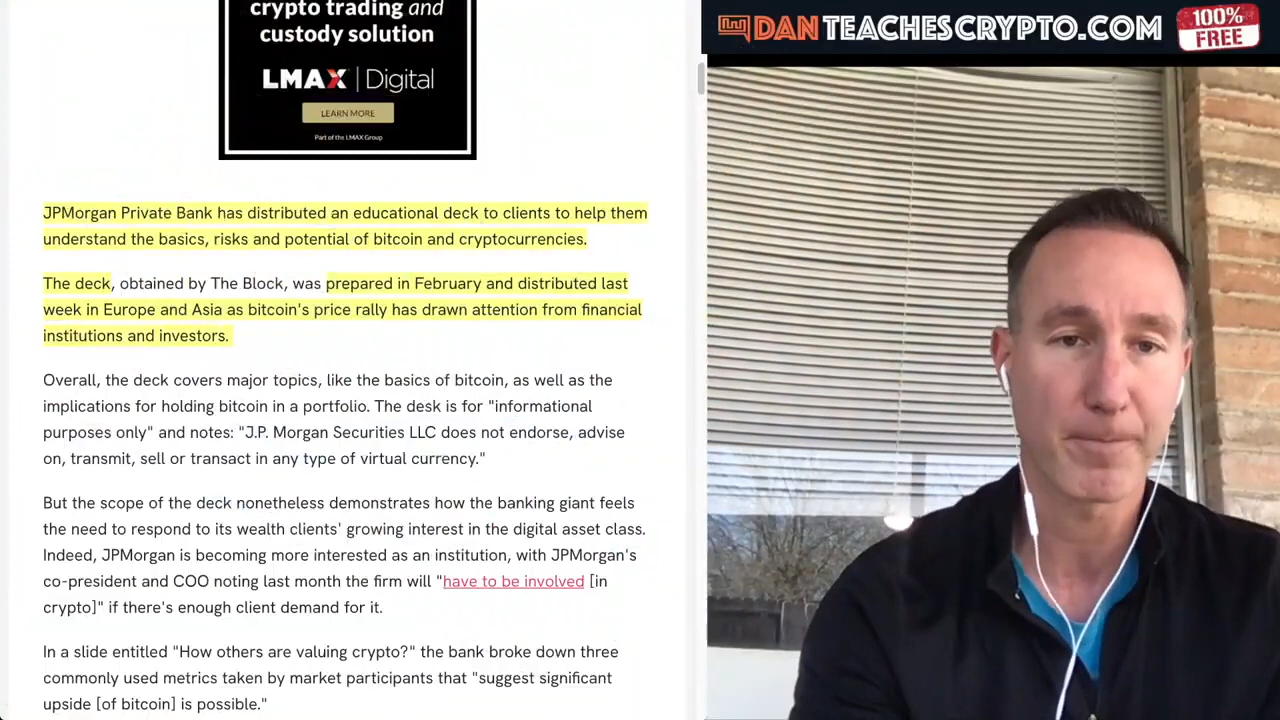 crypto trading and
custody solution
LMAX | Digital
LEARN MORE
Part of the LMAX Group
JPMorgan Private Bank has distributed an educational deck to clients to help them
understand the basics, risks and potential of bitcoin and cryptocurrencies.
The deck, obtained by The Block, was prepared in February and distributed last
week in Europe and Asia as bitcoin's price rally has drawn attention from financial
institutions and investors.
Overall, the deck covers major topics, like the basics of bitcoin, as well as the
implications for holding bitcoin in a portfolio. The desk is for "informational
purposes only" and notes: "J.P. Morgan Securities LLC does not endorse, advise
on, transmit, sell or transact in any type of virtual currency."
But the scope of the deck nonetheless demonstrates how the banking giant feels
the need to respond to its wealth clients' growing interest in the digital asset class.
Indeed, JPMorgan is becoming more interested as an institution, with JPMorgan's
co-president and COO noting last month the firm will "have to be involved [in
crypto]" if there's enough client demand for it.
In a slide entitled "How others are valuing crypto?" the bank broke down three
commonly used metrics taken by market participants that "suggest significant
upside [of bitcoin] is possible."
DANTEACHESCRYPTO.COM
100%
FREE